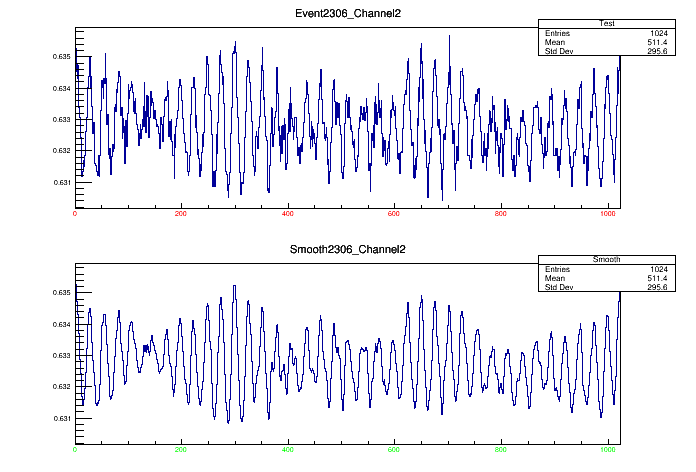 Event2306_Channel2
Test
Entries 1024
Mean 511.4
Std Dev 295.6
0.635
0.634
0.633
0.632
0.631
0 200 400 600 800 1000
Smooth2306_Channel2
Smooth
Entries 1024
Mean 511.4
Std Dev 295.6
0.635
0.634
0.633
0.632
0.631
0 200 400 600 800 1000